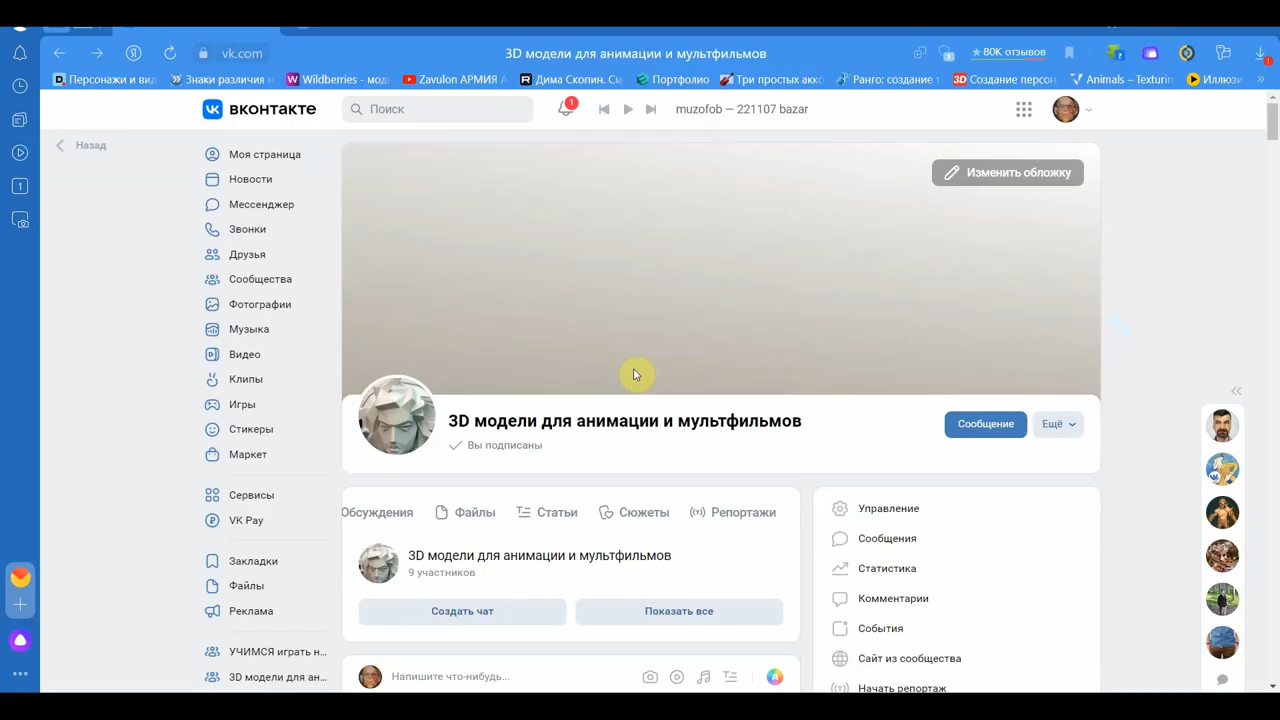 vk.com
3D модели для анимации и мультфильмов
80K отзывов
Персонажи и ви
Знаки различия н
Wildberries - мо
Zavulon АРМИЯ
Дима Скопин. См
Портфолио
Три простых акко
Ранго: создание
3D Создание персон
Animals – Texturin
Иллюзи
вконтакте
Поиск
1
muzofob — 221107 bazar
Назад
Изменить обложку
Моя страница
Новости
Мессенджер
Звонки
Друзья
Сообщества
Фотографии
Музыка
Видео
Клипы
Игры
Стикеры
Маркет
Сервисы
VK Pay
Закладки
Файлы
Реклама
УЧИМСЯ играть н...
3D модели для ан...
3D модели для анимации и мультфильмов
Вы подписаны
Сообщение
Ещё
Обсуждения
Файлы
Статьи
Сюжеты
Репортажи
3D модели для анимации и мультфильмов
9 участников
Создать чат
Показать все
Напишите что-нибудь...
Управление
Сообщения
Статистика
Комментарии
События
Сайт из сообщества
Начать репортаж